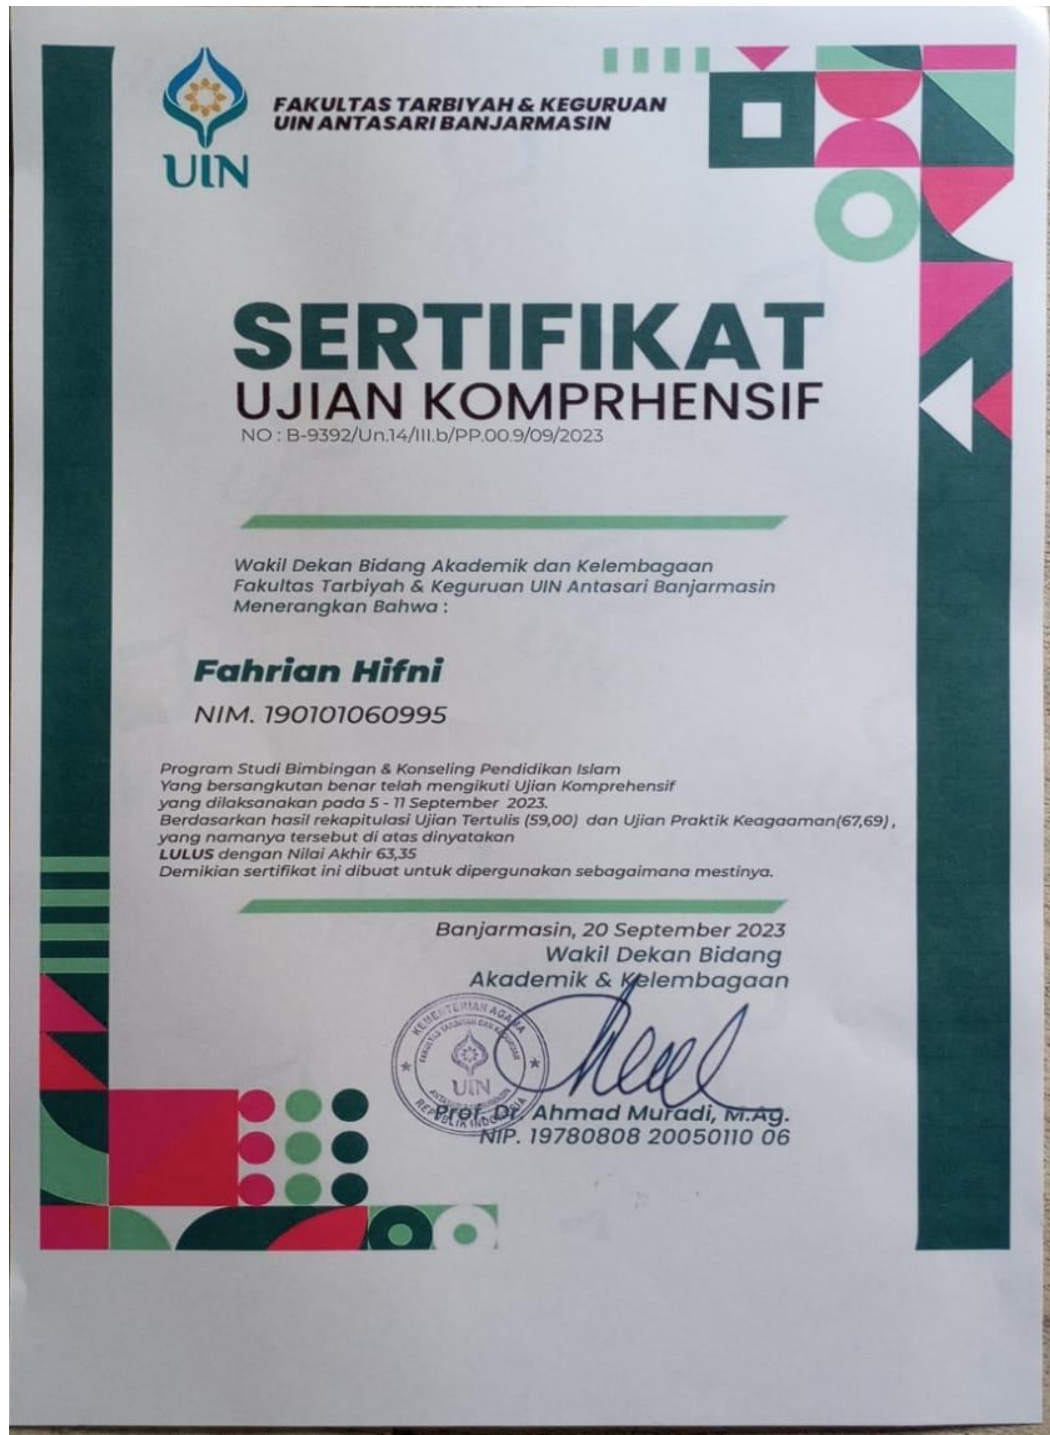 UIN
FAKULTAS TARBIYAH & KEGURUAN
UIN ANTASARI BANJARMASIN
SERTIFIKAT
UJIAN KOMPRHENSIF
NO : B-9392/Un.14/III.b/PP.00.9/09/2023
Wakil Dekan Bidang Akademik dan Kelembagaan
Fakultas Tarbiyah & Keguruan UIN Antasari Banjarmasin
Menerangkan Bahwa :
Fahrian Hifni
NIM. 190101060995
Program Studi Bimbingan & Konseling Pendidikan Islam
Yang bersangkutan benar telah mengikuti Ujian Komprehensif
yang dilaksanakan pada 5 - 11 September 2023.
Berdasarkan hasil rekapitulasi Ujian Tertulis (59,00) dan Ujian Praktik Keagaaman(67,69) ,
yang namanya tersebut di atas dinyatakan
LULUS dengan Nilai Akhir 63,35
Demikian sertifikat ini dibuat untuk dipergunakan sebagaimana mestinya.
Banjarmasin, 20 September 2023
Wakil Dekan Bidang
Akademik & Kelembagaan
KEMENTERIAN AGAMA
FAKULTAS TARBIYAH DAN KEGURUAN
UIN
REPUBLIK INDONESIA
Prof. Dr. Ahmad Muradi, M.Ag.
NIP. 19780808 20050110 06